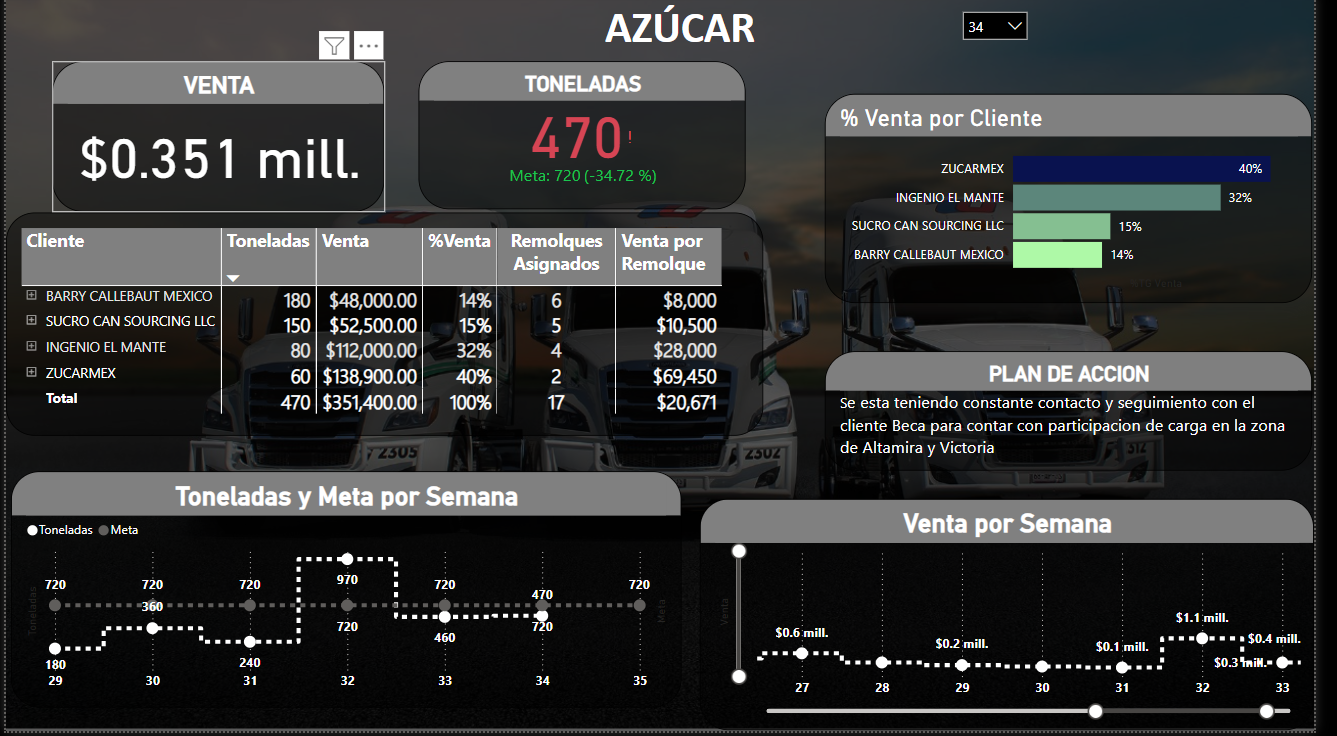 AZÚCAR
34
VENTA
$0.351 mill.
TONELADAS
470!
Meta: 720 (-34.72 %)
% Venta por Cliente
ZUCARMEX 40%
INGENIO EL MANTE 32%
SUCRO CAN SOURCING LLC 15%
BARRY CALLEBAUT MEXICO 14%
Cliente Toneladas Venta %Venta Remolques Asignados Venta por Remolque
BARRY CALLEBAUT MEXICO 180 $48,000.00 14% 6 $8,000
SUCRO CAN SOURCING LLC 150 $52,500.00 15% 5 $10,500
INGENIO EL MANTE 80 $112,000.00 32% 4 $28,000
ZUCARMEX 60 $138,900.00 40% 2 $69,450
Total 470 $351,400.00 100% 17 $20,671
PLAN DE ACCION
Se esta teniendo constante contacto y seguimiento con el
cliente Beca para contar con participacion de carga en la zona
de Altamira y Victoria
2305
2302
312
Toneladas y Meta por Semana
Toneladas Meta
Toneladas
720 720 720 970 720 470 720
180 360 240 720 460 720
29 30 31 32 33 34 35
Meta
Venta por Semana
Venta
$0.6 mill. $0.2 mill. $0.1 mill. $1.1 mill. $0.3 mill. $0.4 mill.
27 28 29 30 31 32 33